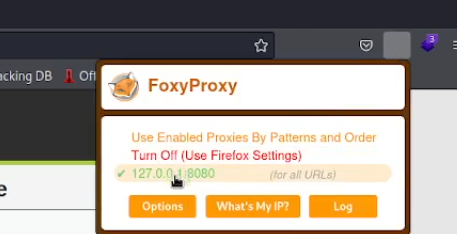 3
acking DB
Off
FoxyProxy
Use Enabled Proxies By Patterns and Order
Turn Off (Use Firefox Settings)
✔ 127.0.0.1:8080 (for all URLs)
e
Options What's My IP? Log